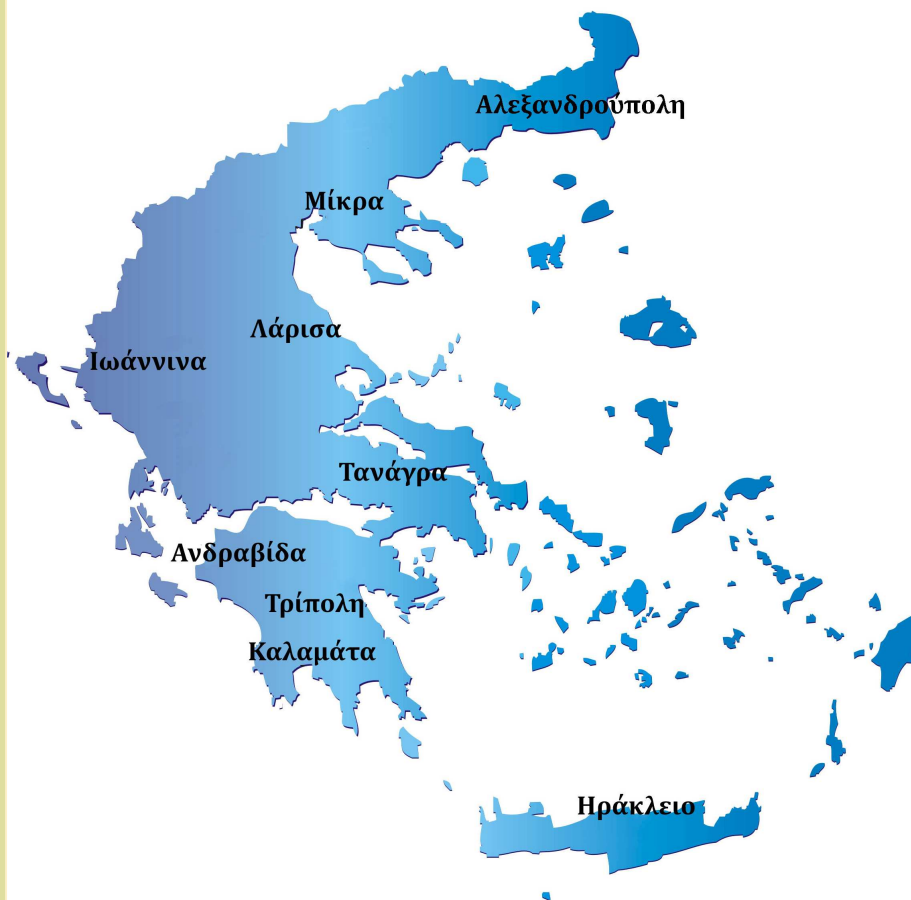 Αλεξανδρούπολη
Μίκρα
Λάρισα
Ιωάννινα
Τανάγρα
Ανδραβίδα
Τρίπολη
Καλαμάτα
Ηράκλειο